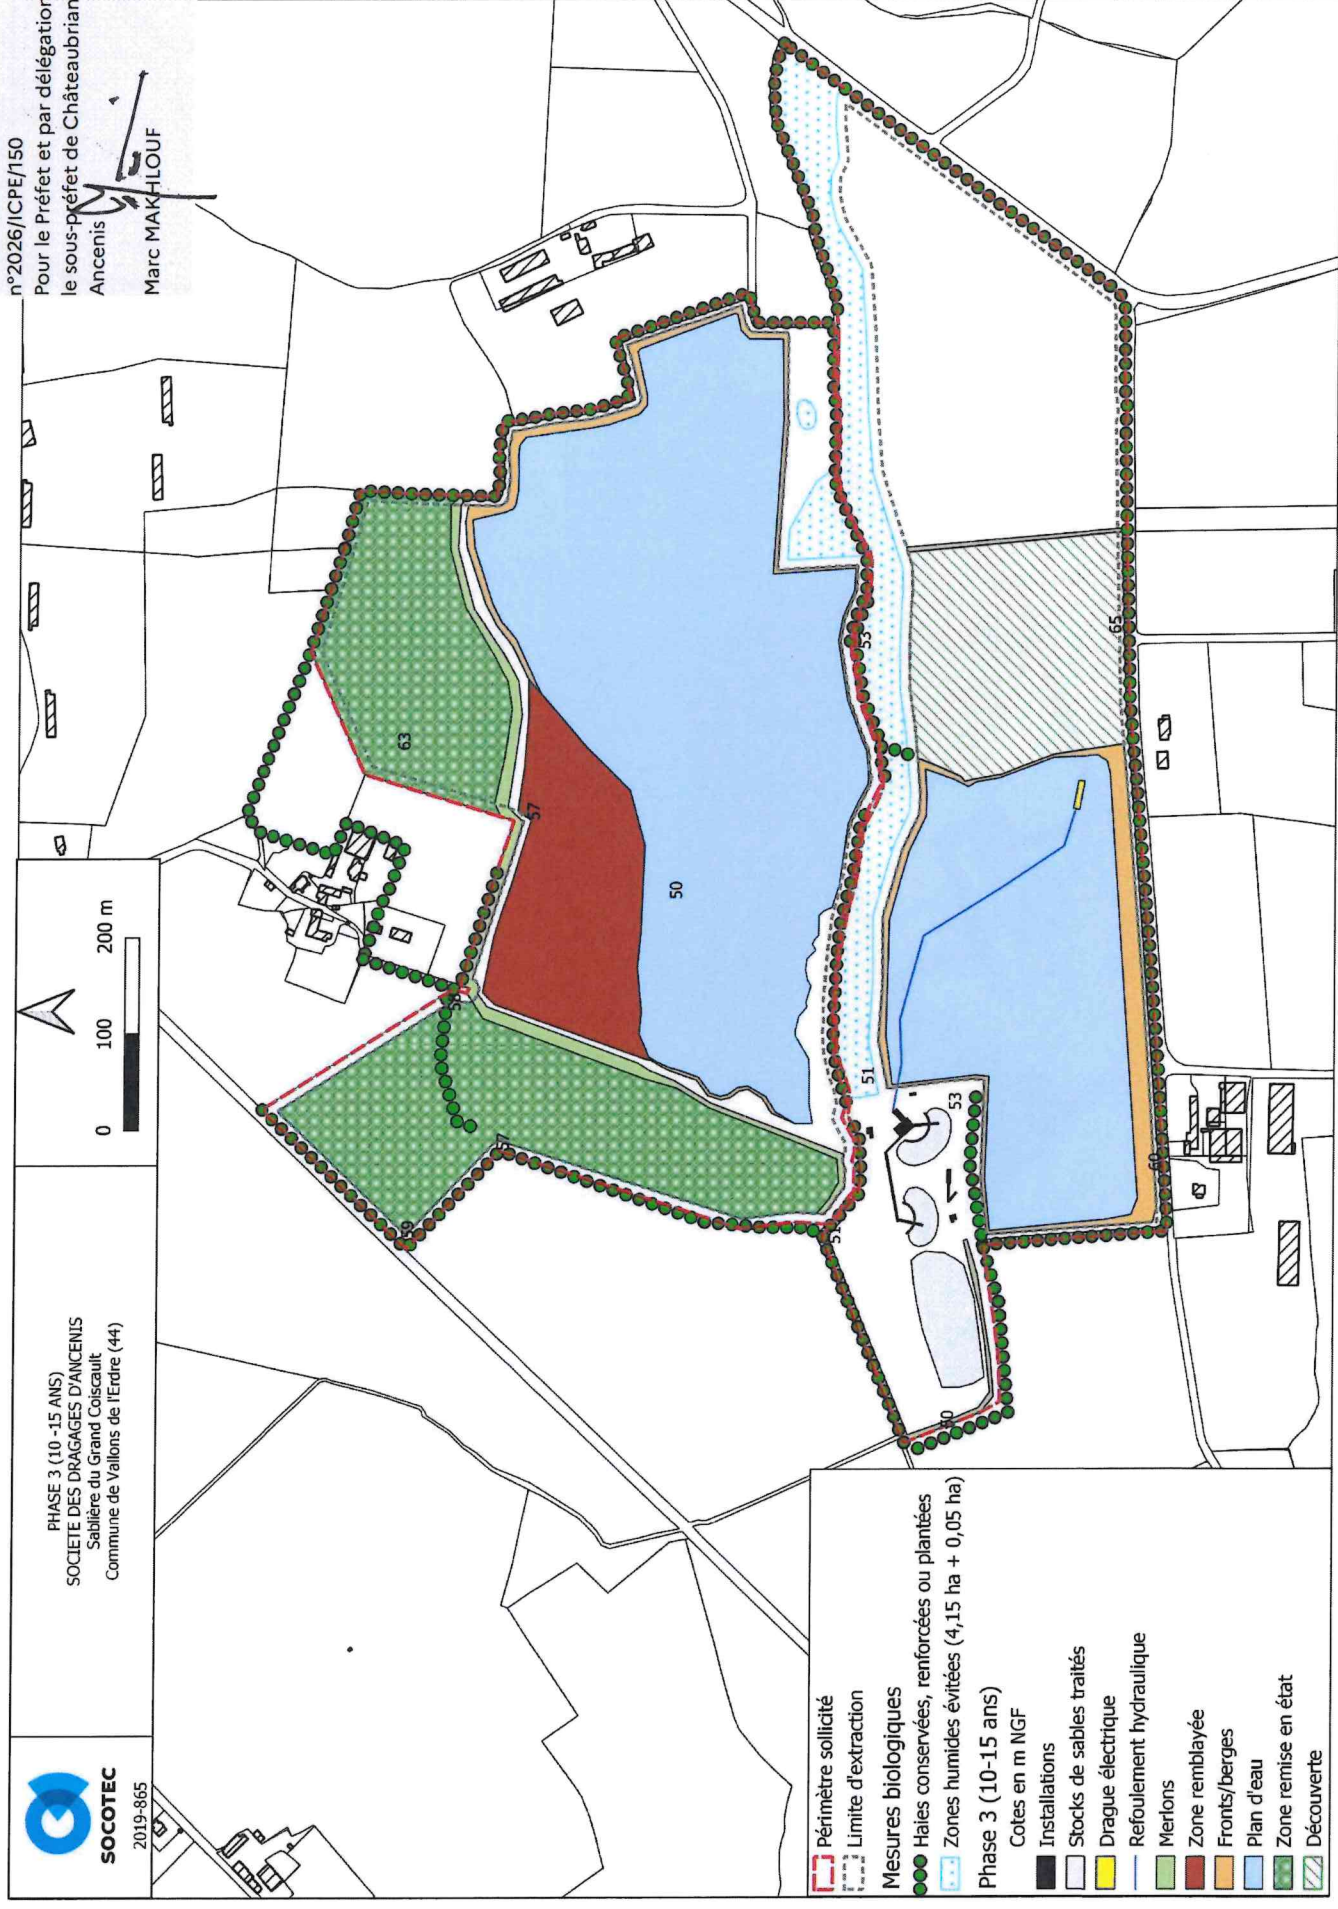 n°2026/ICPE/150
Pour le Préfet et par délégation
le sous-préfet de Châteaubrian
Ancenis
Marc MAKHLOUF
SOCOTEC
2019-865
PHASE 3 (10 -15 ANS)
SOCIETE DES DRAGAGES D'ANCENIS
Sablière du Grand Coiscault
Commune de Vallons de l'Erdre (44)
0 100 200 m
63
57
50
53
65
58
57
59
51
51
53
60
50
Périmètre sollicité
Limite d'extraction
Mesures biologiques
Haies conservées, renforcées ou plantées
Zones humides évitées (4,15 ha + 0,05 ha)
Phase 3 (10-15 ans)
Cotes en m NGF
Installations
Stocks de sables traités
Drague électrique
Refoulement hydraulique
Merlons
Zone remblayée
Fronts/berges
Plan d'eau
Zone remise en état
Découverte